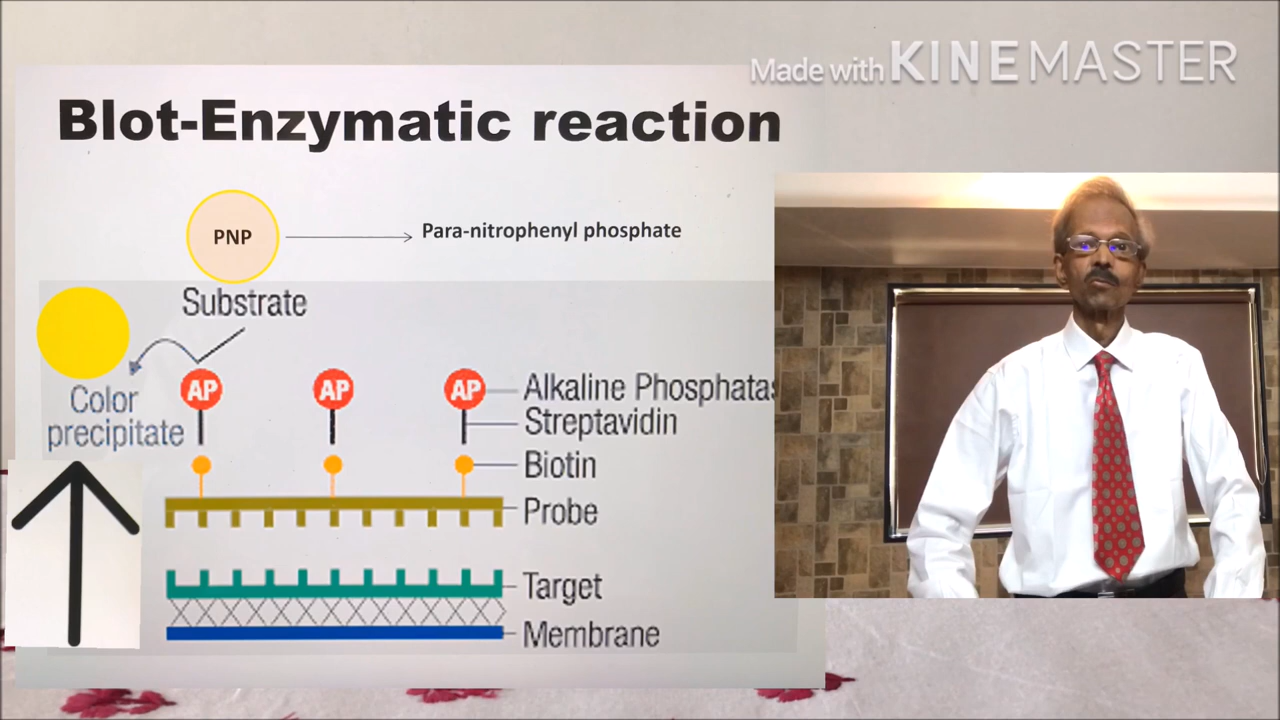 Made with KINEMASTER
Blot-Enzymatic reaction
PNP
Para-nitrophenyl phosphate
Substrate
Color
precipitate
AP
AP
AP
Alkaline Phosphatas
Streptavidin
Biotin
Probe
Target
Membrane